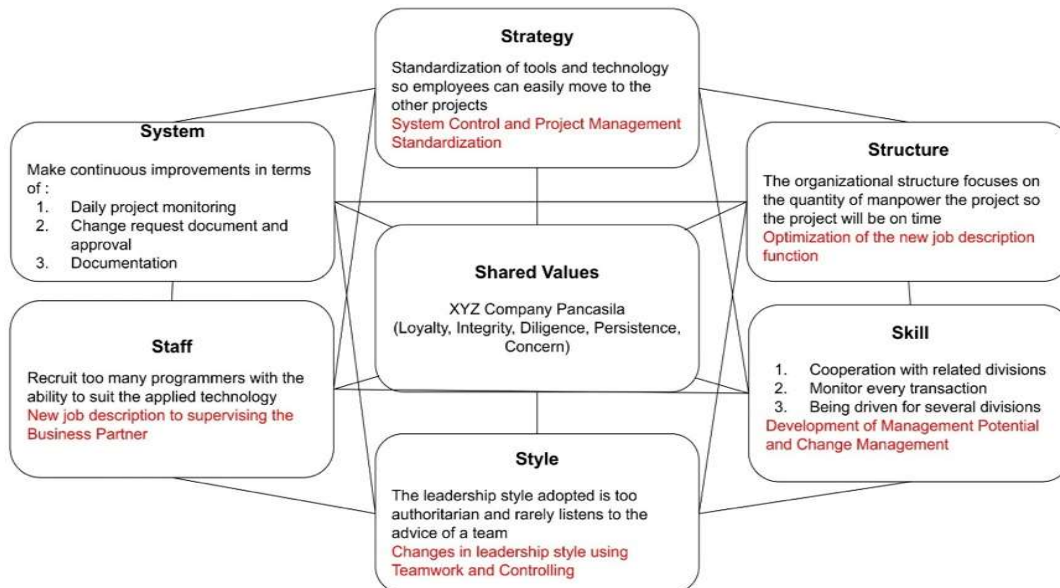 Strategy
Standardization of tools and technology
so employees can easily move to the
other projects
System Control and Project Management
Standardization
System
Make continuous improvements in terms
of :
1. Daily project monitoring
2. Change request document and
approval
3. Documentation
Structure
The organizational structure focuses on
the quantity of manpower the project so
the project will be on time
Optimization of the new job description
function
Shared Values
XYZ Company Pancasila
(Loyalty, Integrity, Diligence, Persistence,
Concern)
Staff
Recruit too many programmers with the
ability to suit the applied technology
New job description to supervising the
Business Partner
Skill
1. Cooperation with related divisions
2. Monitor every transaction
3. Being driven for several divisions
Development of Management Potential
and Change Management
Style
The leadership style adopted is too
authoritarian and rarely listens to the
advice of a team
Changes in leadership style using
Teamwork and Controlling